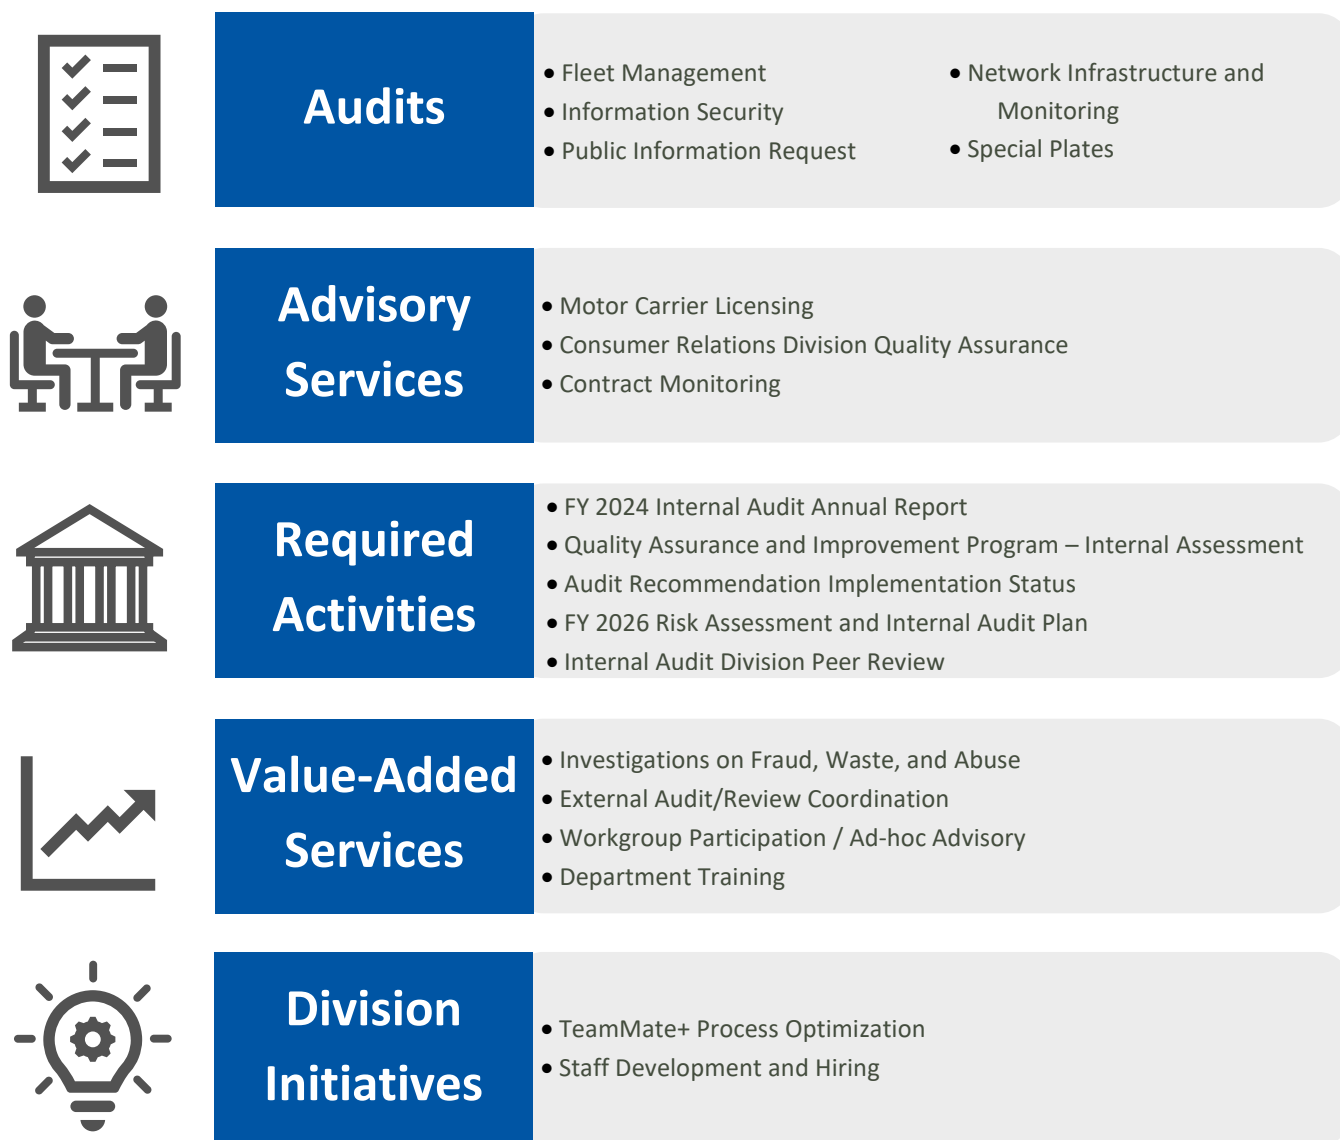 Audits
• Fleet Management
• Information Security
• Public Information Request
• Network Infrastructure and
Monitoring
• Special Plates
Advisory
Services
• Motor Carrier Licensing
• Consumer Relations Division Quality Assurance
• Contract Monitoring
Required
Activities
• FY 2024 Internal Audit Annual Report
• Quality Assurance and Improvement Program – Internal Assessment
• Audit Recommendation Implementation Status
• FY 2026 Risk Assessment and Internal Audit Plan
• Internal Audit Division Peer Review
Value-Added
Services
• Investigations on Fraud, Waste, and Abuse
• External Audit/Review Coordination
• Workgroup Participation / Ad-hoc Advisory
• Department Training
Division
Initiatives
• TeamMate+ Process Optimization
• Staff Development and Hiring